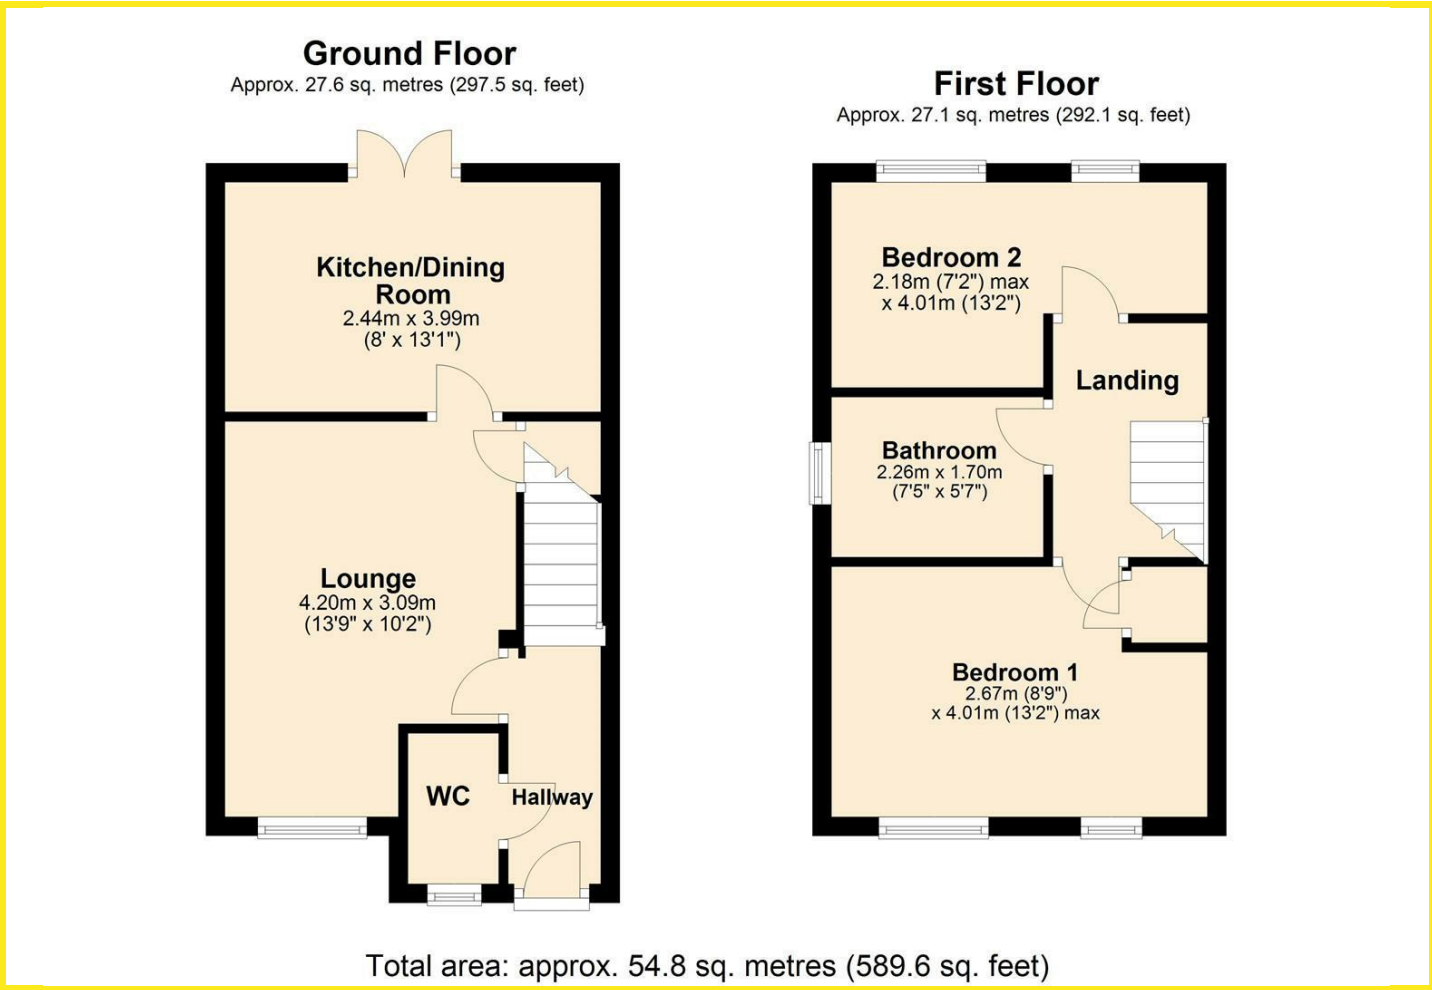 Ground Floor
Approx. 27.6 sq. metres (297.5 sq. feet)
Kitchen/Dining
Room
2.44m x 3.99m
(8' x 13'1")
Lounge
4.20m x 3.09m
(13'9" x 10'2")
WC
Hallway
First Floor
Approx. 27.1 sq. metres (292.1 sq. feet)
Bedroom 2
2.18m (7'2") max
x 4.01m (13'2")
Landing
Bathroom
2.26m x 1.70m
(7'5" x 5'7")
Bedroom 1
2.67m (8'9")
x 4.01m (13'2") max
Total area: approx. 54.8 sq. metres (589.6 sq. feet)